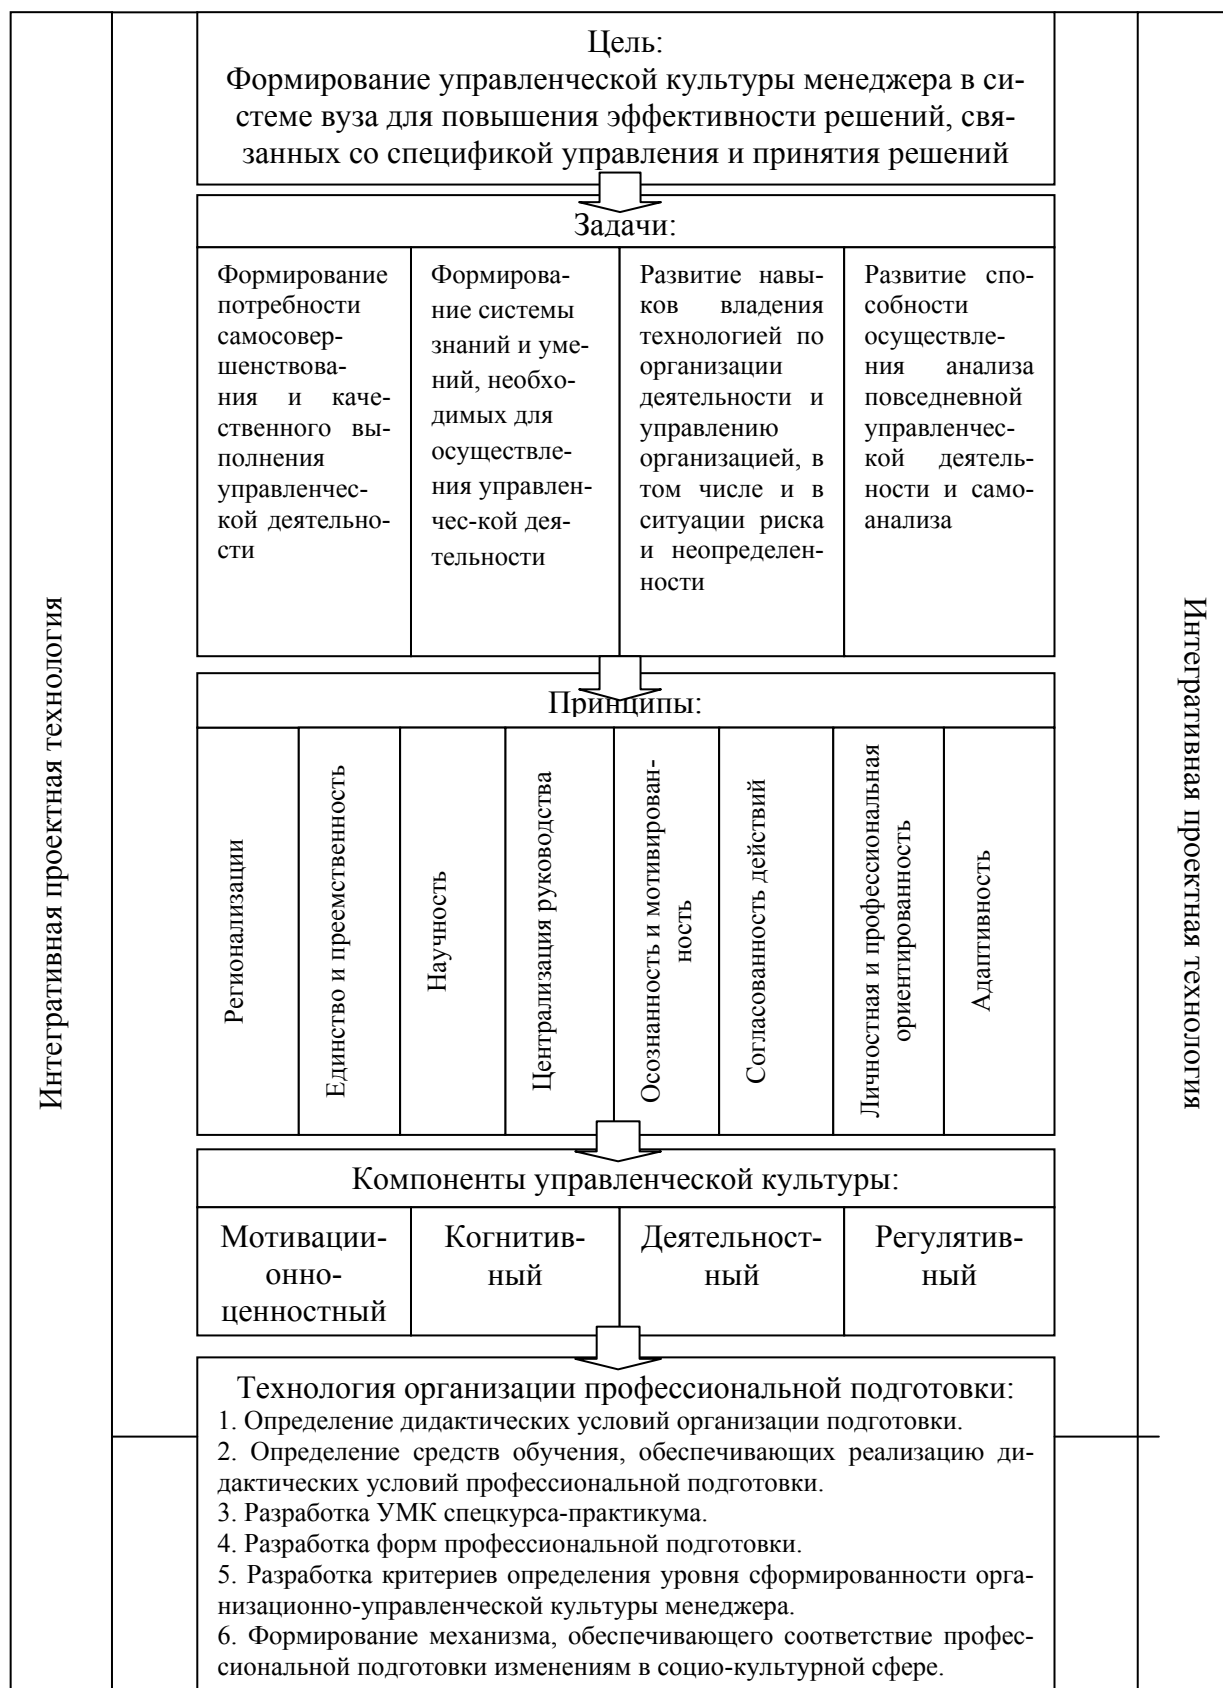 Цель:
Формирование управленческой культуры менеджера в си-
стеме вуза для повышения эффективности решений, свя-
занных со спецификой управления и принятия решений
Задачи:
Формирование
потребности
самосовер-
шенствова-
ния и каче-
ственного вы-
полнения
управленчес-
кой деятельно-
сти
Формирова-
ние системы
знаний и уме-
ний, необхо-
димых для
осуществле-
ния управлен-
чес-кой дея-
тельности
Развитие навы-
ков владения
технологией по
организации
деятельности и
управлению
организацией, в
том числе и в
ситуации риска
и неопределен-
ности
Развитие спо-
собности
осуществле-
ния анализа
повседневной
управленчес-
кой деятель-
ности и само-
анализа
Принципы:
Регионализации
Единство и преемственность
Научность
Централизация руководства
Осознанность и мотивирован-
ность
Согласованность действий
Личностная и профессиональная
ориентированность
Адаптивность
Компоненты управленческой культуры:
Мотиваци-
онно-
ценностный
Когнитив-
ный
Деятельност-
ный
Регулятив-
ный
Технология организации профессиональной подготовки:
1. Определение дидактических условий организации подготовки.
2. Определение средств обучения, обеспечивающих реализацию ди-
дактических условий профессиональной подготовки.
3. Разработка УМК спецкурса-практикума.
4. Разработка форм профессиональной подготовки.
5. Разработка критериев определения уровня сформированности орга-
низационно-управленческой культуры менеджера.
6. Формирование механизма, обеспечивающего соответствие профес-
сиональной подготовки изменениям в социо-культурной сфере.
Интегративная проектная технология
Интегративная проектная технология